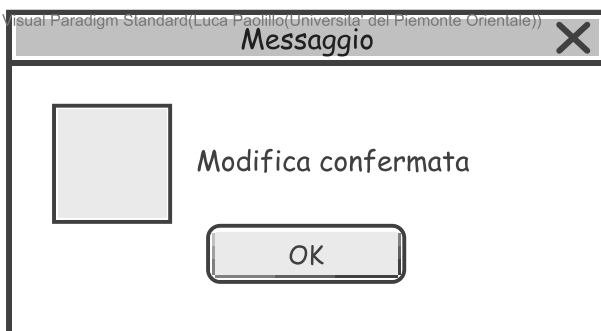 Visual Paradigm Standard(Luca Paolillo(Universita' del Piemonte Orientale))
Messaggio
Modifica confermata
OK